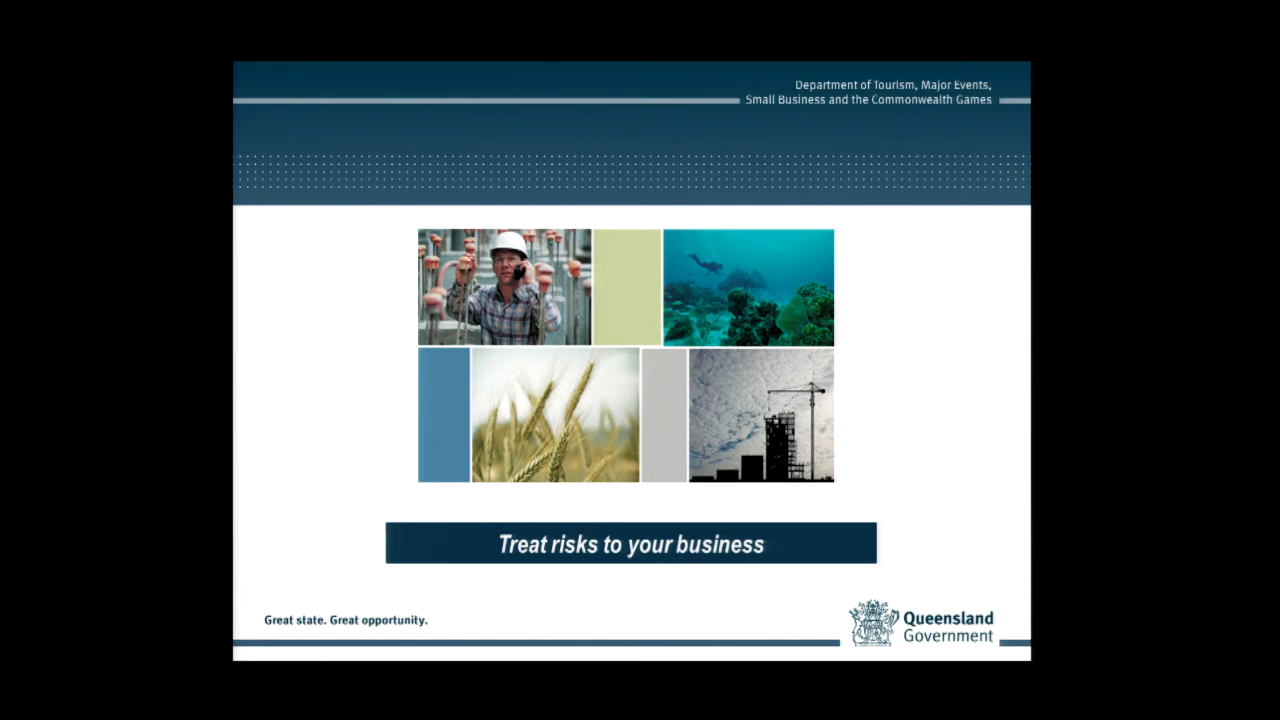 Department of Tourism, Major Events,
Small Business and the Commonwealth Games
Treat risks to your business
Great state. Great opportunity.
Queensland
Government